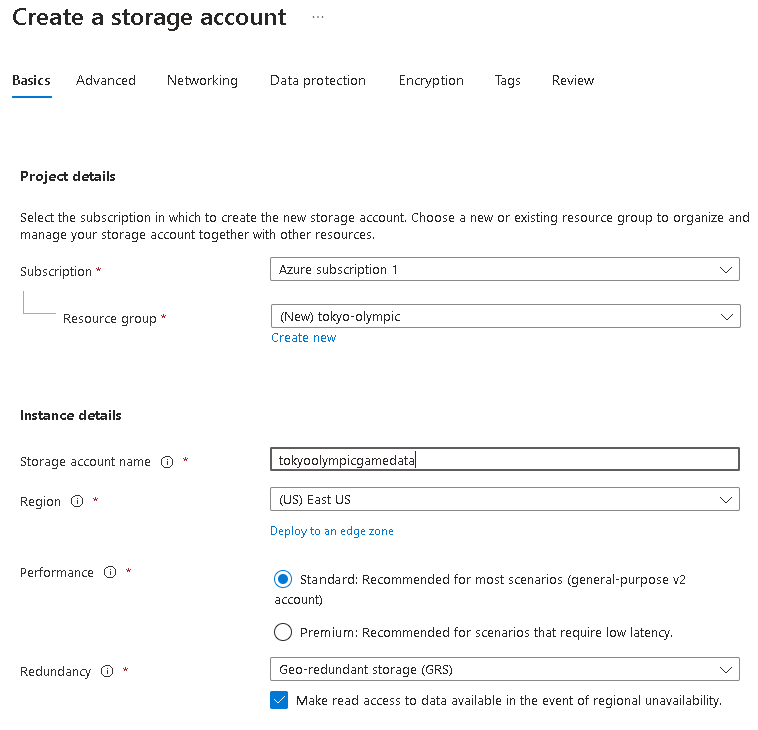 Create a storage account ...
Basics Advanced Networking Data protection Encryption Tags Review
Project details
Select the subscription in which to create the new storage account. Choose a new or existing resource group to organize and
manage your storage account together with other resources.
Subscription *
Azure subscription 1
Resource group *
(New) tokyo-olympic
Create new
Instance details
Storage account name *
tokyoolympicgamedata
Region *
(US) East US
Deploy to an edge zone
Performance *
Standard: Recommended for most scenarios (general-purpose v2
account)
Premium: Recommended for scenarios that require low latency.
Redundancy *
Geo-redundant storage (GRS)
Make read access to data available in the event of regional unavailability.